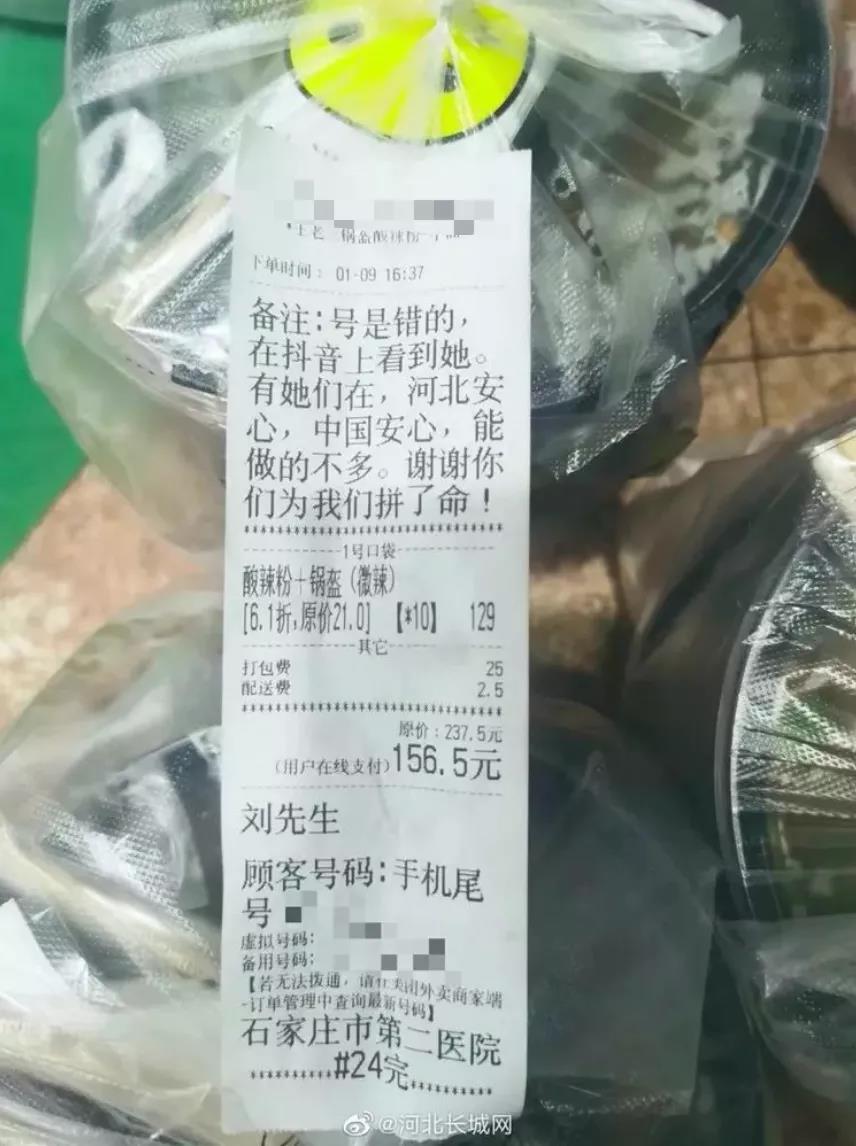 锅盔酸辣粉
下单时间: 01-09 16:37
备注:号是错的,
在抖音上看到她。
有她们在,河北安
心,中国安心,能
做的不多。谢谢你
们为我们拼了命!
1号口袋
酸辣粉+锅盔(微辣)
[6.1折,原价21.0] 【*10】 129
其它
打包费 25
配送费 2.5
原价:237.5元
(用户在线支付)156.5元
刘先生
顾客号码:手机尾
号
虚拟号码:
备用号码:
【若无法拨通,请在美团外卖商家端
-订单管理中查询最新号码】
石家庄市第二医院
#24完
@河北长城网